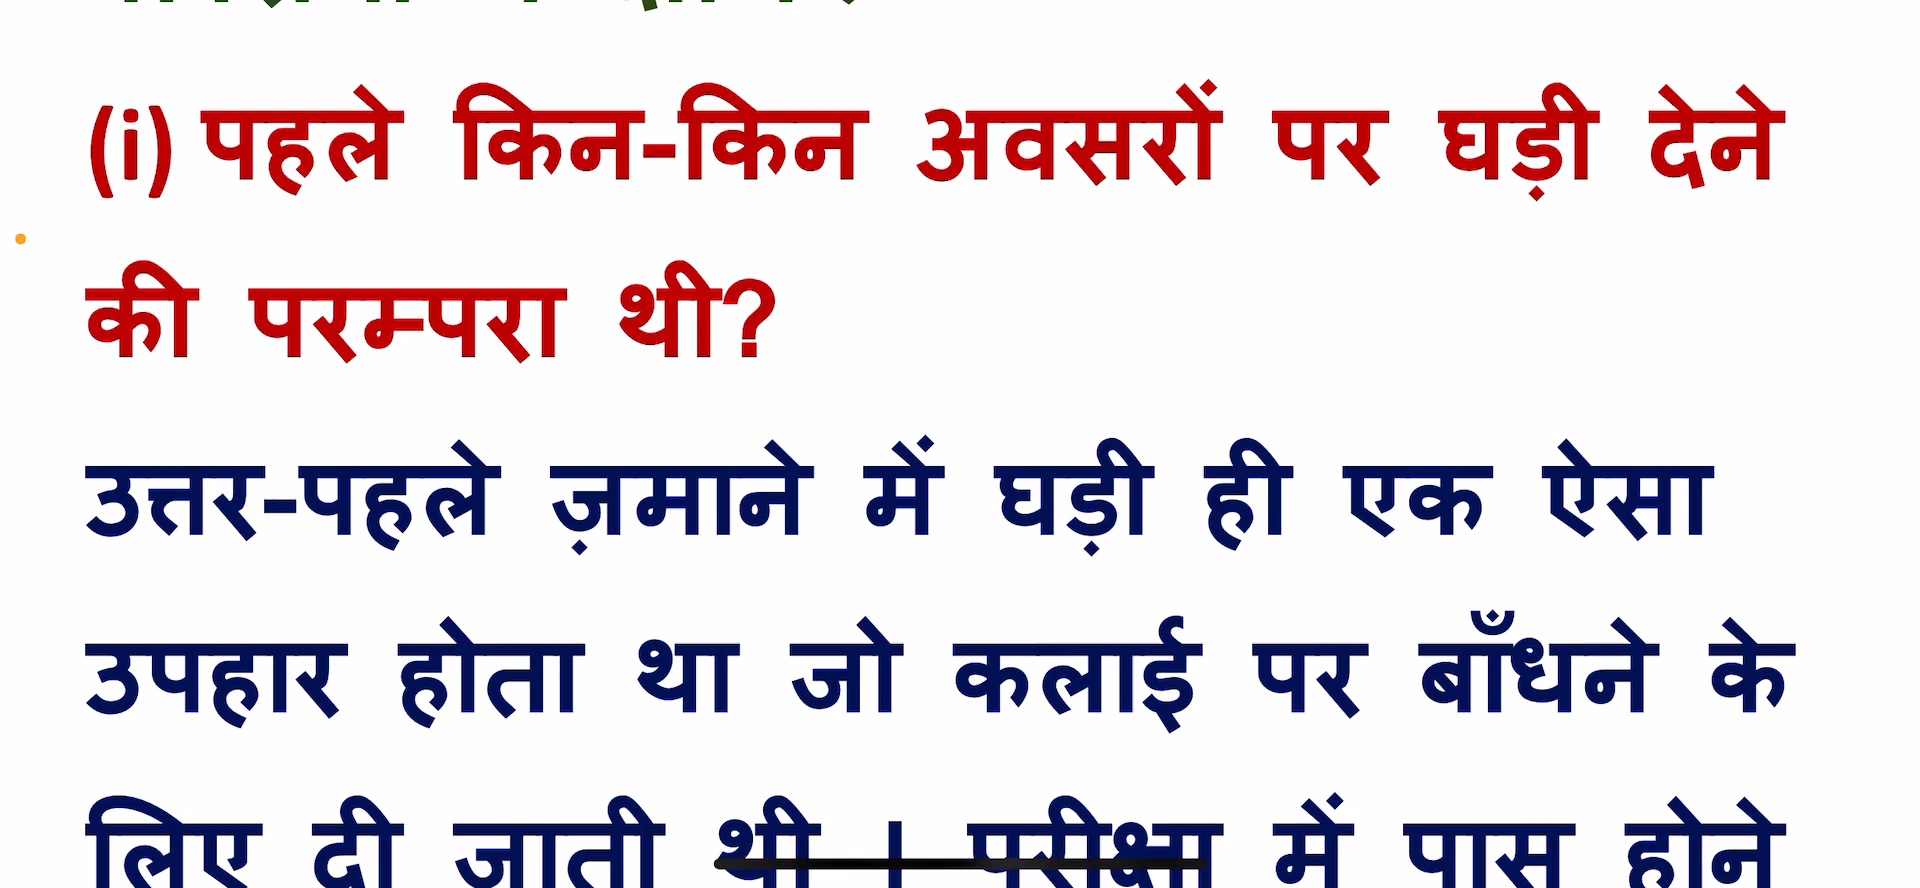 (i) पहले किन-किन अवसरों पर घड़ी देने
की परम्परा थी?
उत्तर-पहले ज़माने में घड़ी ही एक ऐसा
उपहार होता था जो कलाई पर बाँधने के
लिए दी जाती थी । परीक्षा में पास होने